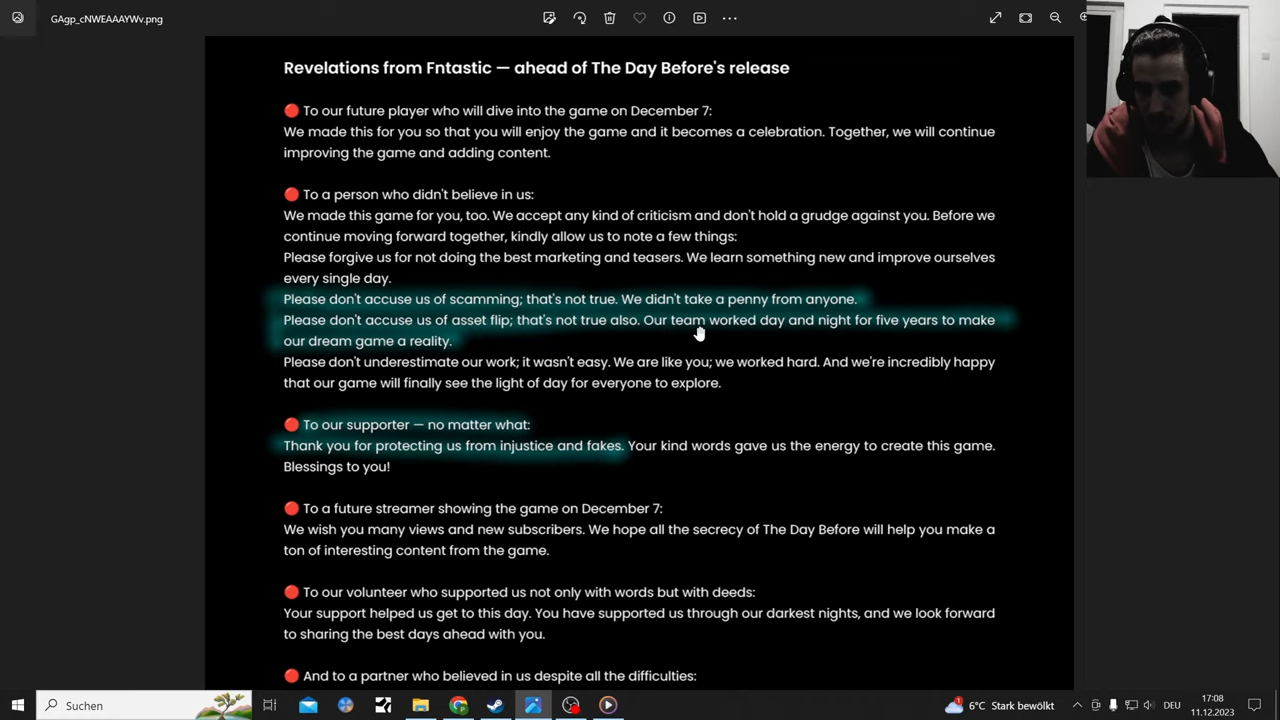 GAgp_cNWEAAAYWv.png
Revelations from Fntastic — ahead of The Day Before's release
🔴 To our future player who will dive into the game on December 7:
We made this for you so that you will enjoy the game and it becomes a celebration. Together, we will continue
improving the game and adding content.
🔴 To a person who didn't believe in us:
We made this game for you, too. We accept any kind of criticism and don't hold a grudge against you. Before we
continue moving forward together, kindly allow us to note a few things:
Please forgive us for not doing the best marketing and teasers. We learn something new and improve ourselves
every single day.
Please don't accuse us of scamming; that's not true. We didn't take a penny from anyone.
Please don't accuse us of asset flip; that's not true also. Our team worked day and night for five years to make
our dream game a reality.
Please don't underestimate our work; it wasn't easy. We are like you; we worked hard. And we're incredibly happy
that our game will finally see the light of day for everyone to explore.
🔴 To our supporter — no matter what:
Thank you for protecting us from injustice and fakes. Your kind words gave us the energy to create this game.
Blessings to you!
🔴 To a future streamer showing the game on December 7:
We wish you many views and new subscribers. We hope all the secrecy of The Day Before will help you make a
ton of interesting content from the game.
🔴 To our volunteer who supported us not only with words but with deeds:
Your support helped us get to this day. You have supported us through our darkest nights, and we look forward
to sharing the best days ahead with you.
🔴 And to a partner who believed in us despite all the difficulties:
Suchen
1
6°C Stark bewölkt
DEU
17:08
11.12.2023